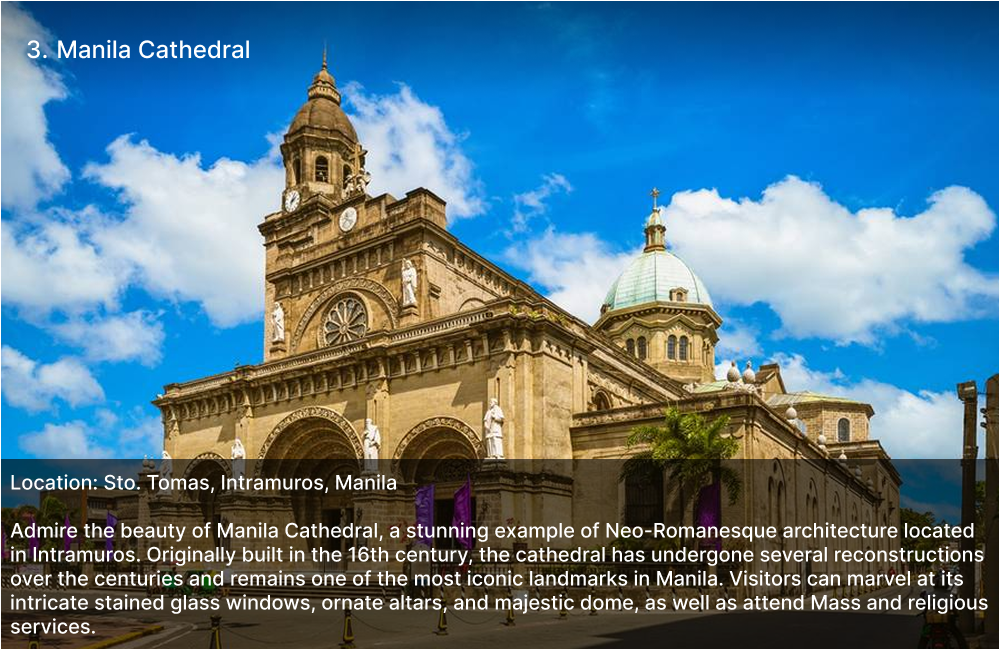 3. Manila Cathedral
Location: Sto. Tomas, Intramuros, Manila
Admire the beauty of Manila Cathedral, a stunning example of Neo-Romanesque architecture located
in Intramuros. Originally built in the 16th century, the cathedral has undergone several reconstructions
over the centuries and remains one of the most iconic landmarks in Manila. Visitors can marvel at its
intricate stained glass windows, ornate altars, and majestic dome, as well as attend Mass and religious
services.